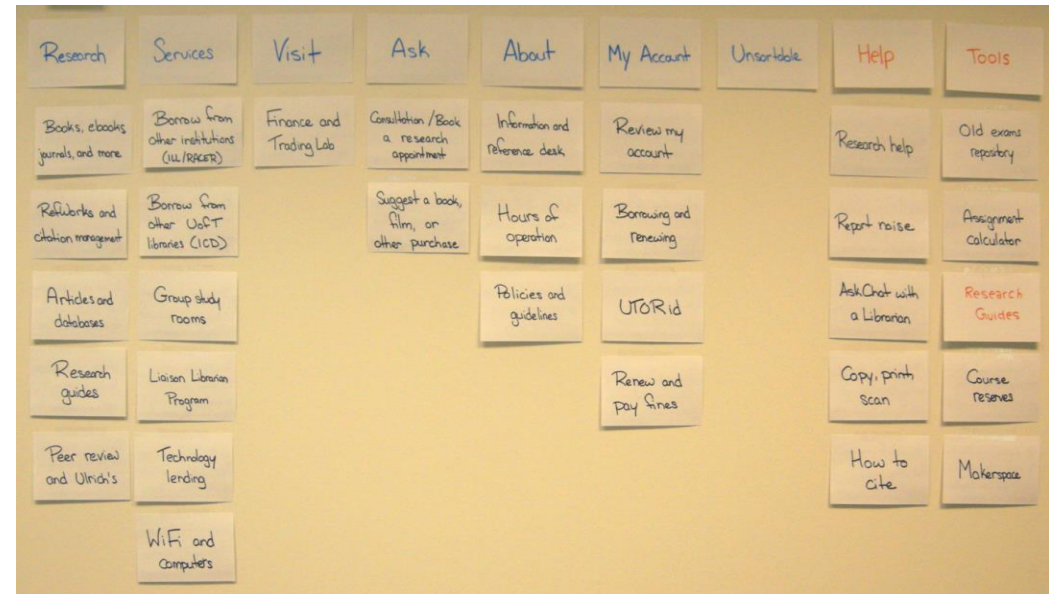 Research
Services
Visit
Ask
About
My Account
Unsortable
Help
Tools
Books, ebooks
journals, and more
RefWorks and
citation management
Articles and
databases
Research
guides
Peer review
and Ulrich's
Borrow from
other institutions
(ILL/RACER)
Borrow from
other UofT
libraries (ICD)
Group study
rooms
Liaison Librarian
Program
Technology
lending
WiFi and
computers
Finance and
Trading Lab
Consultation / Book
a research
appointment
Suggest a book,
film, or
other purchase
Information and
reference desk
Hours of
operation
Policies and
guidelines
Review my
account
Borrowing and
renewing
UTORid
Renew and
pay fines
Research help
Report noise
Ask Chat with
a Librarian
Copy, print
scan
How to
cite
Old exams
repository
Assignment
calculator
Research
Guides
Course
reserves
Makerspace